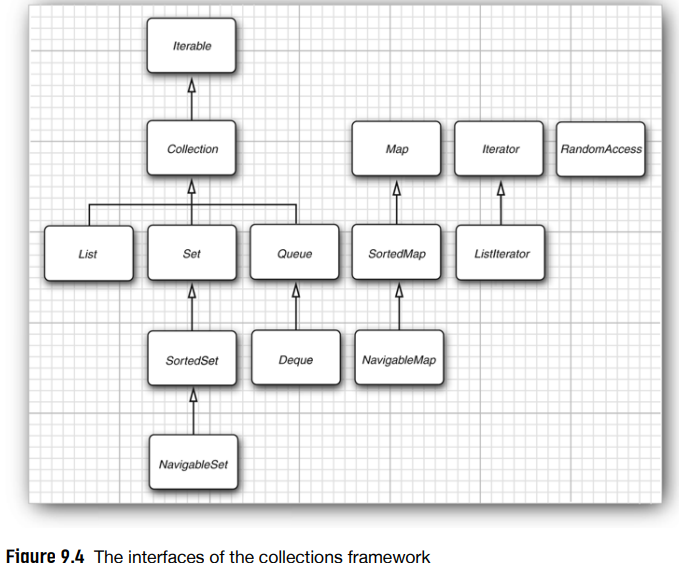 Iterable
Collection
Map
Iterator
RandomAccess
List
Set
Queue
SortedMap
ListIterator
SortedSet
Deque
NavigableMap
NavigableSet
Figure 9.4 The interfaces of the collections framework